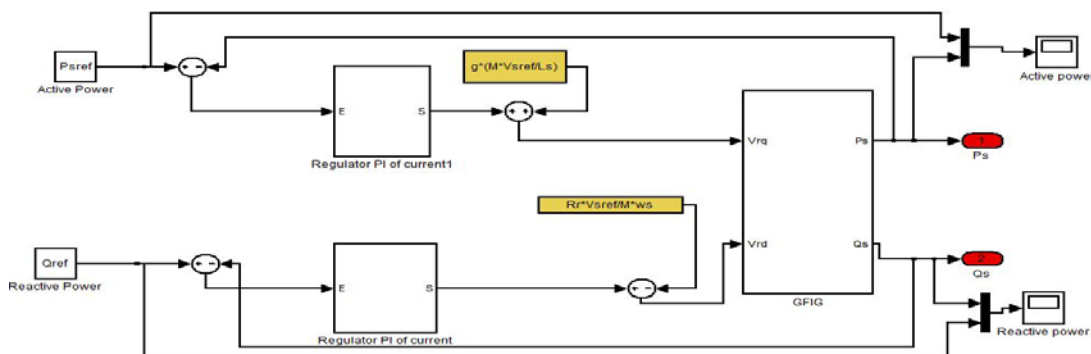 Psref
Active Power
g*(M*Vsref/Ls)
Active power
E
S
Regulator PI of current1
Vrq
Ps
1
Ps
Rr*Vsref/M*ws
Qref
Reactive Power
E
S
Regulator PI of current
Vrd
Qs
GFIG
2
Qs
Reactive power